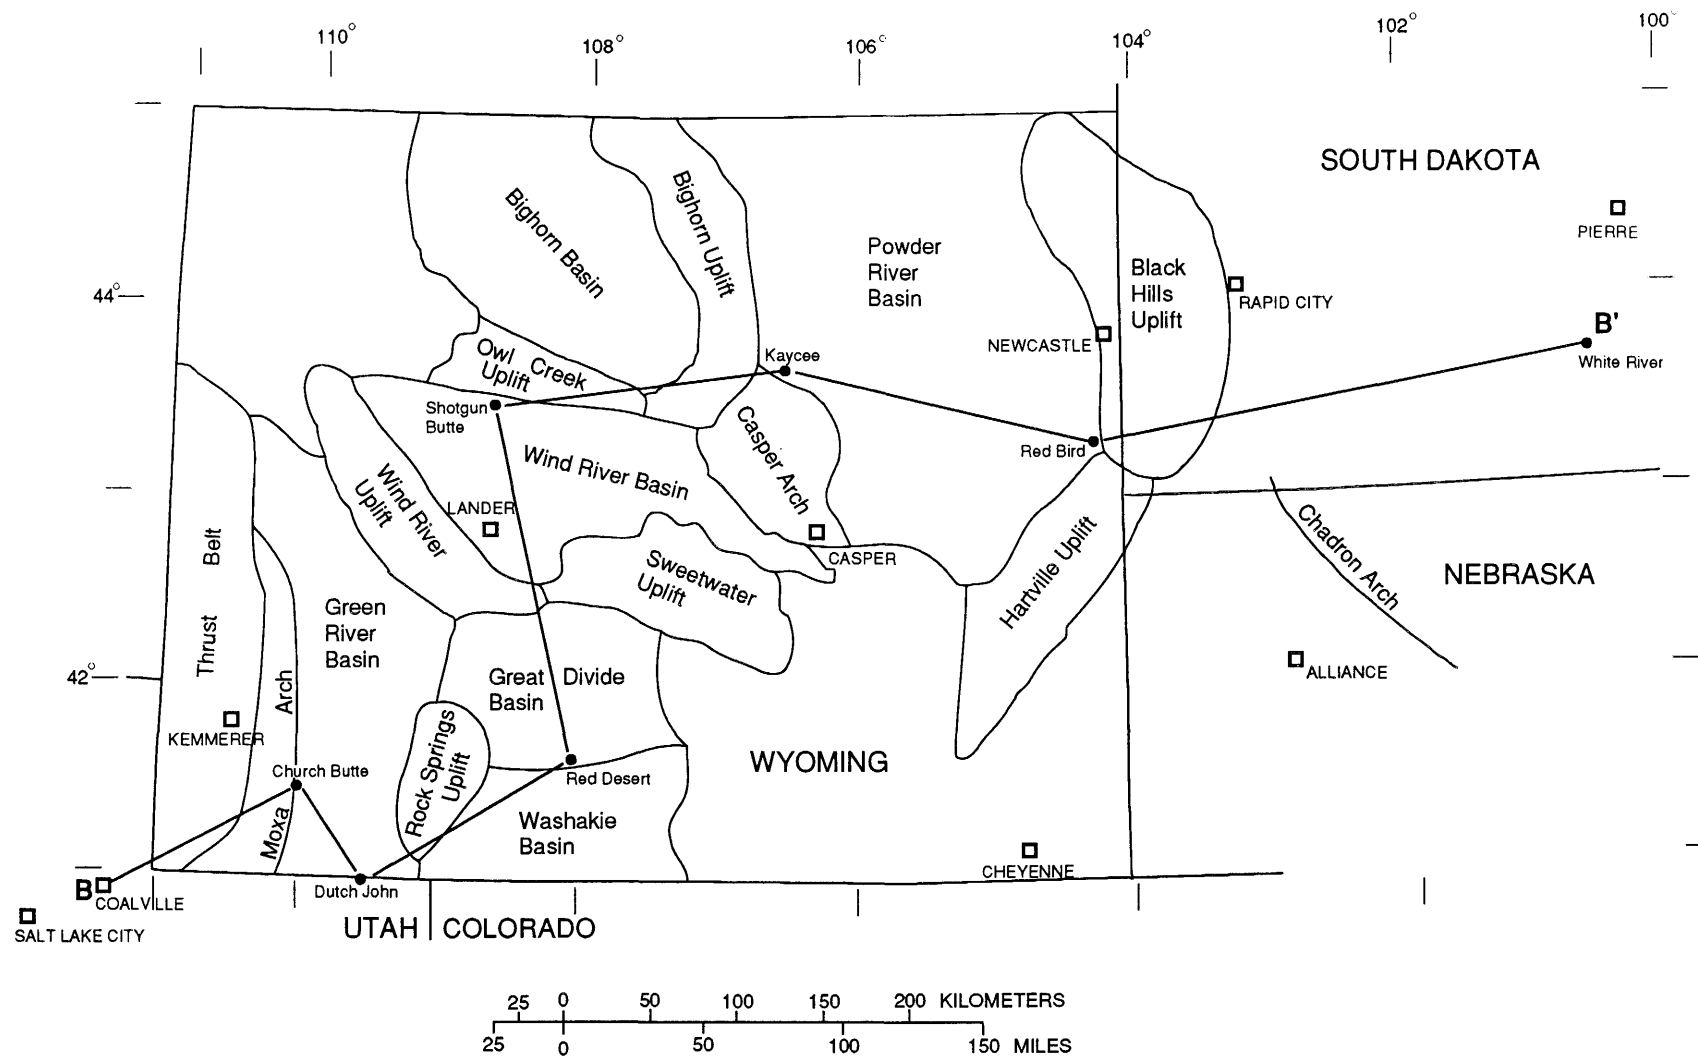 110°
108°
106°
104°
102°
100°
SOUTH DAKOTA
PIERRE
Bighorn Basin
Bighorn Uplift
Powder
River
Basin
Black
Hills
Uplift
44°
RAPID CITY
NEWCASTLE
B'
White River
Owl Creek
Uplift
Kaycee
Shotgun
Butte
Casper Arch
Red Bird
Wind River Basin
Wind River
Uplift
LANDER
CASPER
Sweetwater
Uplift
Hartville Uplift
Chadron Arch
NEBRASKA
Thrust Belt
Green
River
Basin
42°
ALLIANCE
Great Divide
Basin
Moxa Arch
KEMMERER
Rock Springs
Uplift
WYOMING
Church Butte
Red Desert
Washakie
Basin
CHEYENNE
B
COALVILLE
Dutch John
SALT LAKE CITY
UTAH
COLORADO
25 0 50 100 150 200 KILOMETERS
25 0 50 100 150 MILES